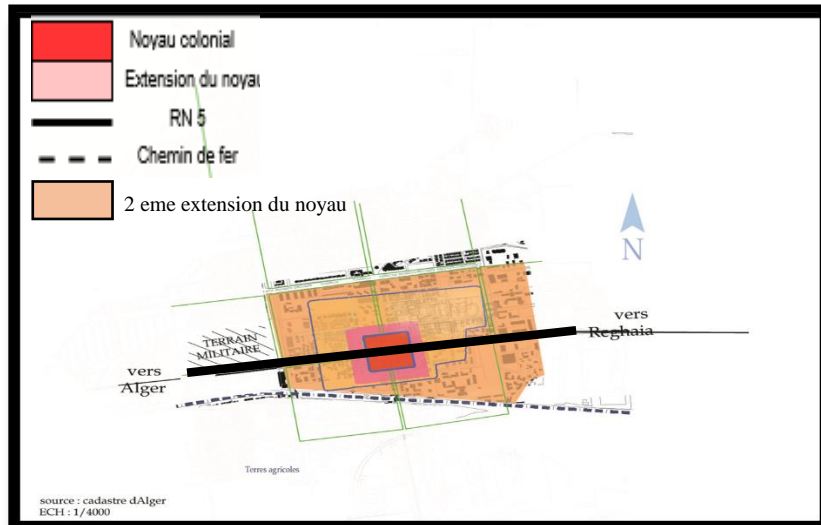 Noyau colonial
Extension du noyau
RN 5
Chemin de fer
2 eme extension du noyau
N
vers
Reghaia
TERRAIN
MILITAIRE
vers
Alger
Terres agricoles
source : cadastre dAlger
ECH : 1/4000